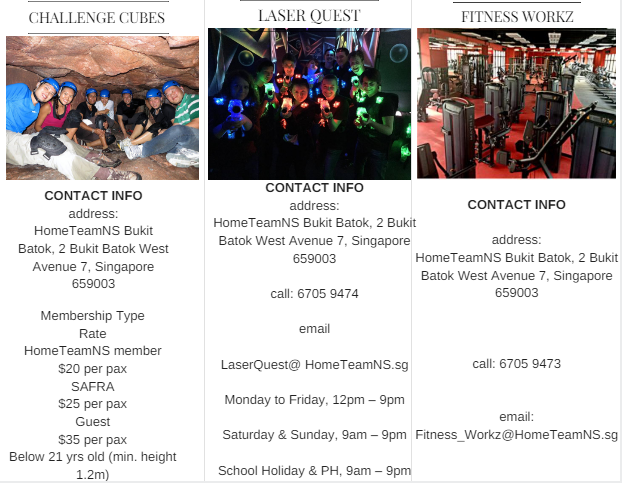 CHALLENGE CUBES
CONTACT INFO
address:
HomeTeamNS Bukit
Batok, 2 Bukit Batok West
Avenue 7, Singapore
659003
Membership Type
Rate
HomeTeamNS member
$20 per pax
SAFRA
$25 per pax
Guest
$35 per pax
Below 21 yrs old (min. height
1.2m)
LASER QUEST
CONTACT INFO
address:
HomeTeamNS Bukit Batok, 2 Bukit
Batok West Avenue 7, Singapore
659003
call: 6705 9474
email
LaserQuest@ HomeTeamNS.sg
Monday to Friday, 12pm – 9pm
Saturday & Sunday, 9am – 9pm
School Holiday & PH, 9am – 9pm
FITNESS WORKZ
CONTACT INFO
address:
HomeTeamNS Bukit Batok, 2 Bukit
Batok West Avenue 7, Singapore
659003
call: 6705 9473
email:
Fitness_Workz@HomeTeamNS.sg